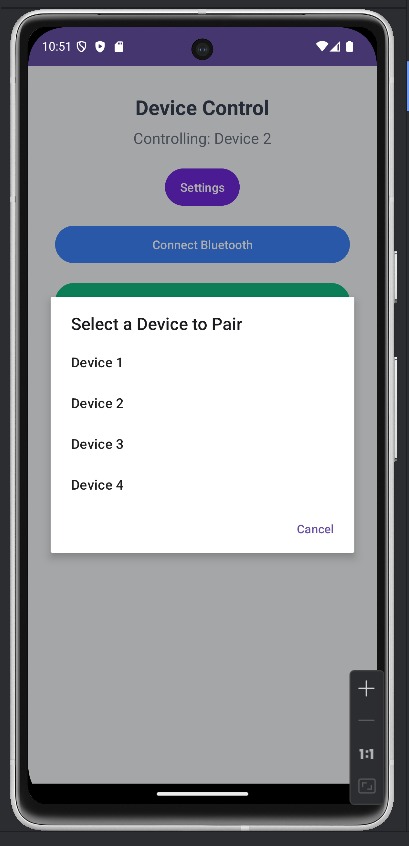 10:51
Device Control
Controlling: Device 2
Settings
Connect Bluetooth
Select a Device to Pair
Device 1
Device 2
Device 3
Device 4
Cancel
1:1